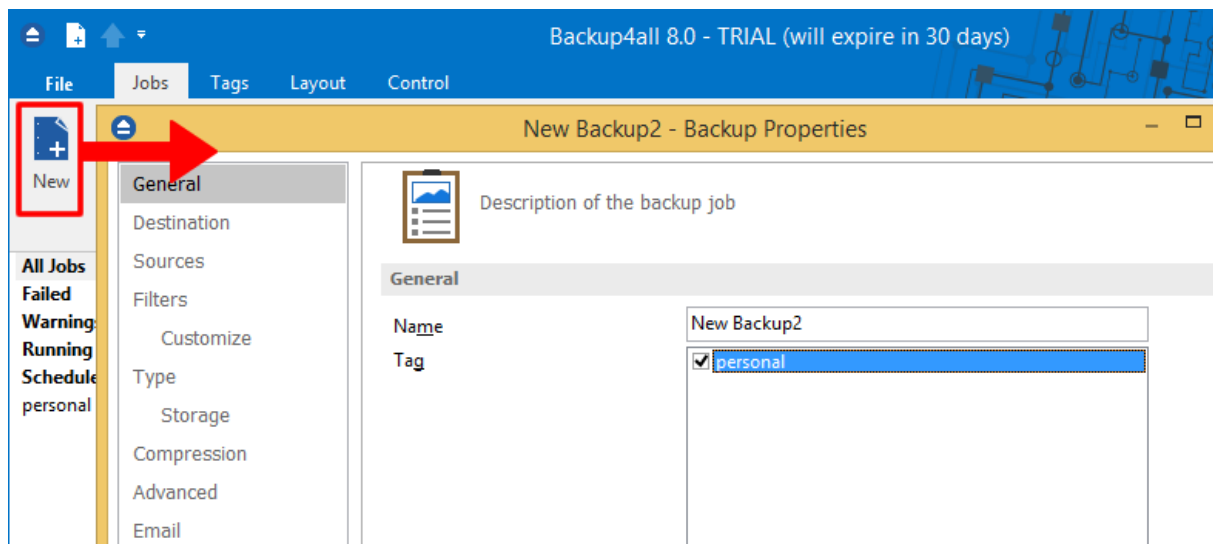 Backup4all 8.0 - TRIAL (will expire in 30 days)
File Jobs Tags Layout Control
New
New Backup2 - Backup Properties
General
Destination
Sources
Filters
Customize
Type
Storage
Compression
Advanced
Email
All Jobs
Failed
Warning
Running
Schedule
personal
Description of the backup job
General
Name New Backup2
Tag personal